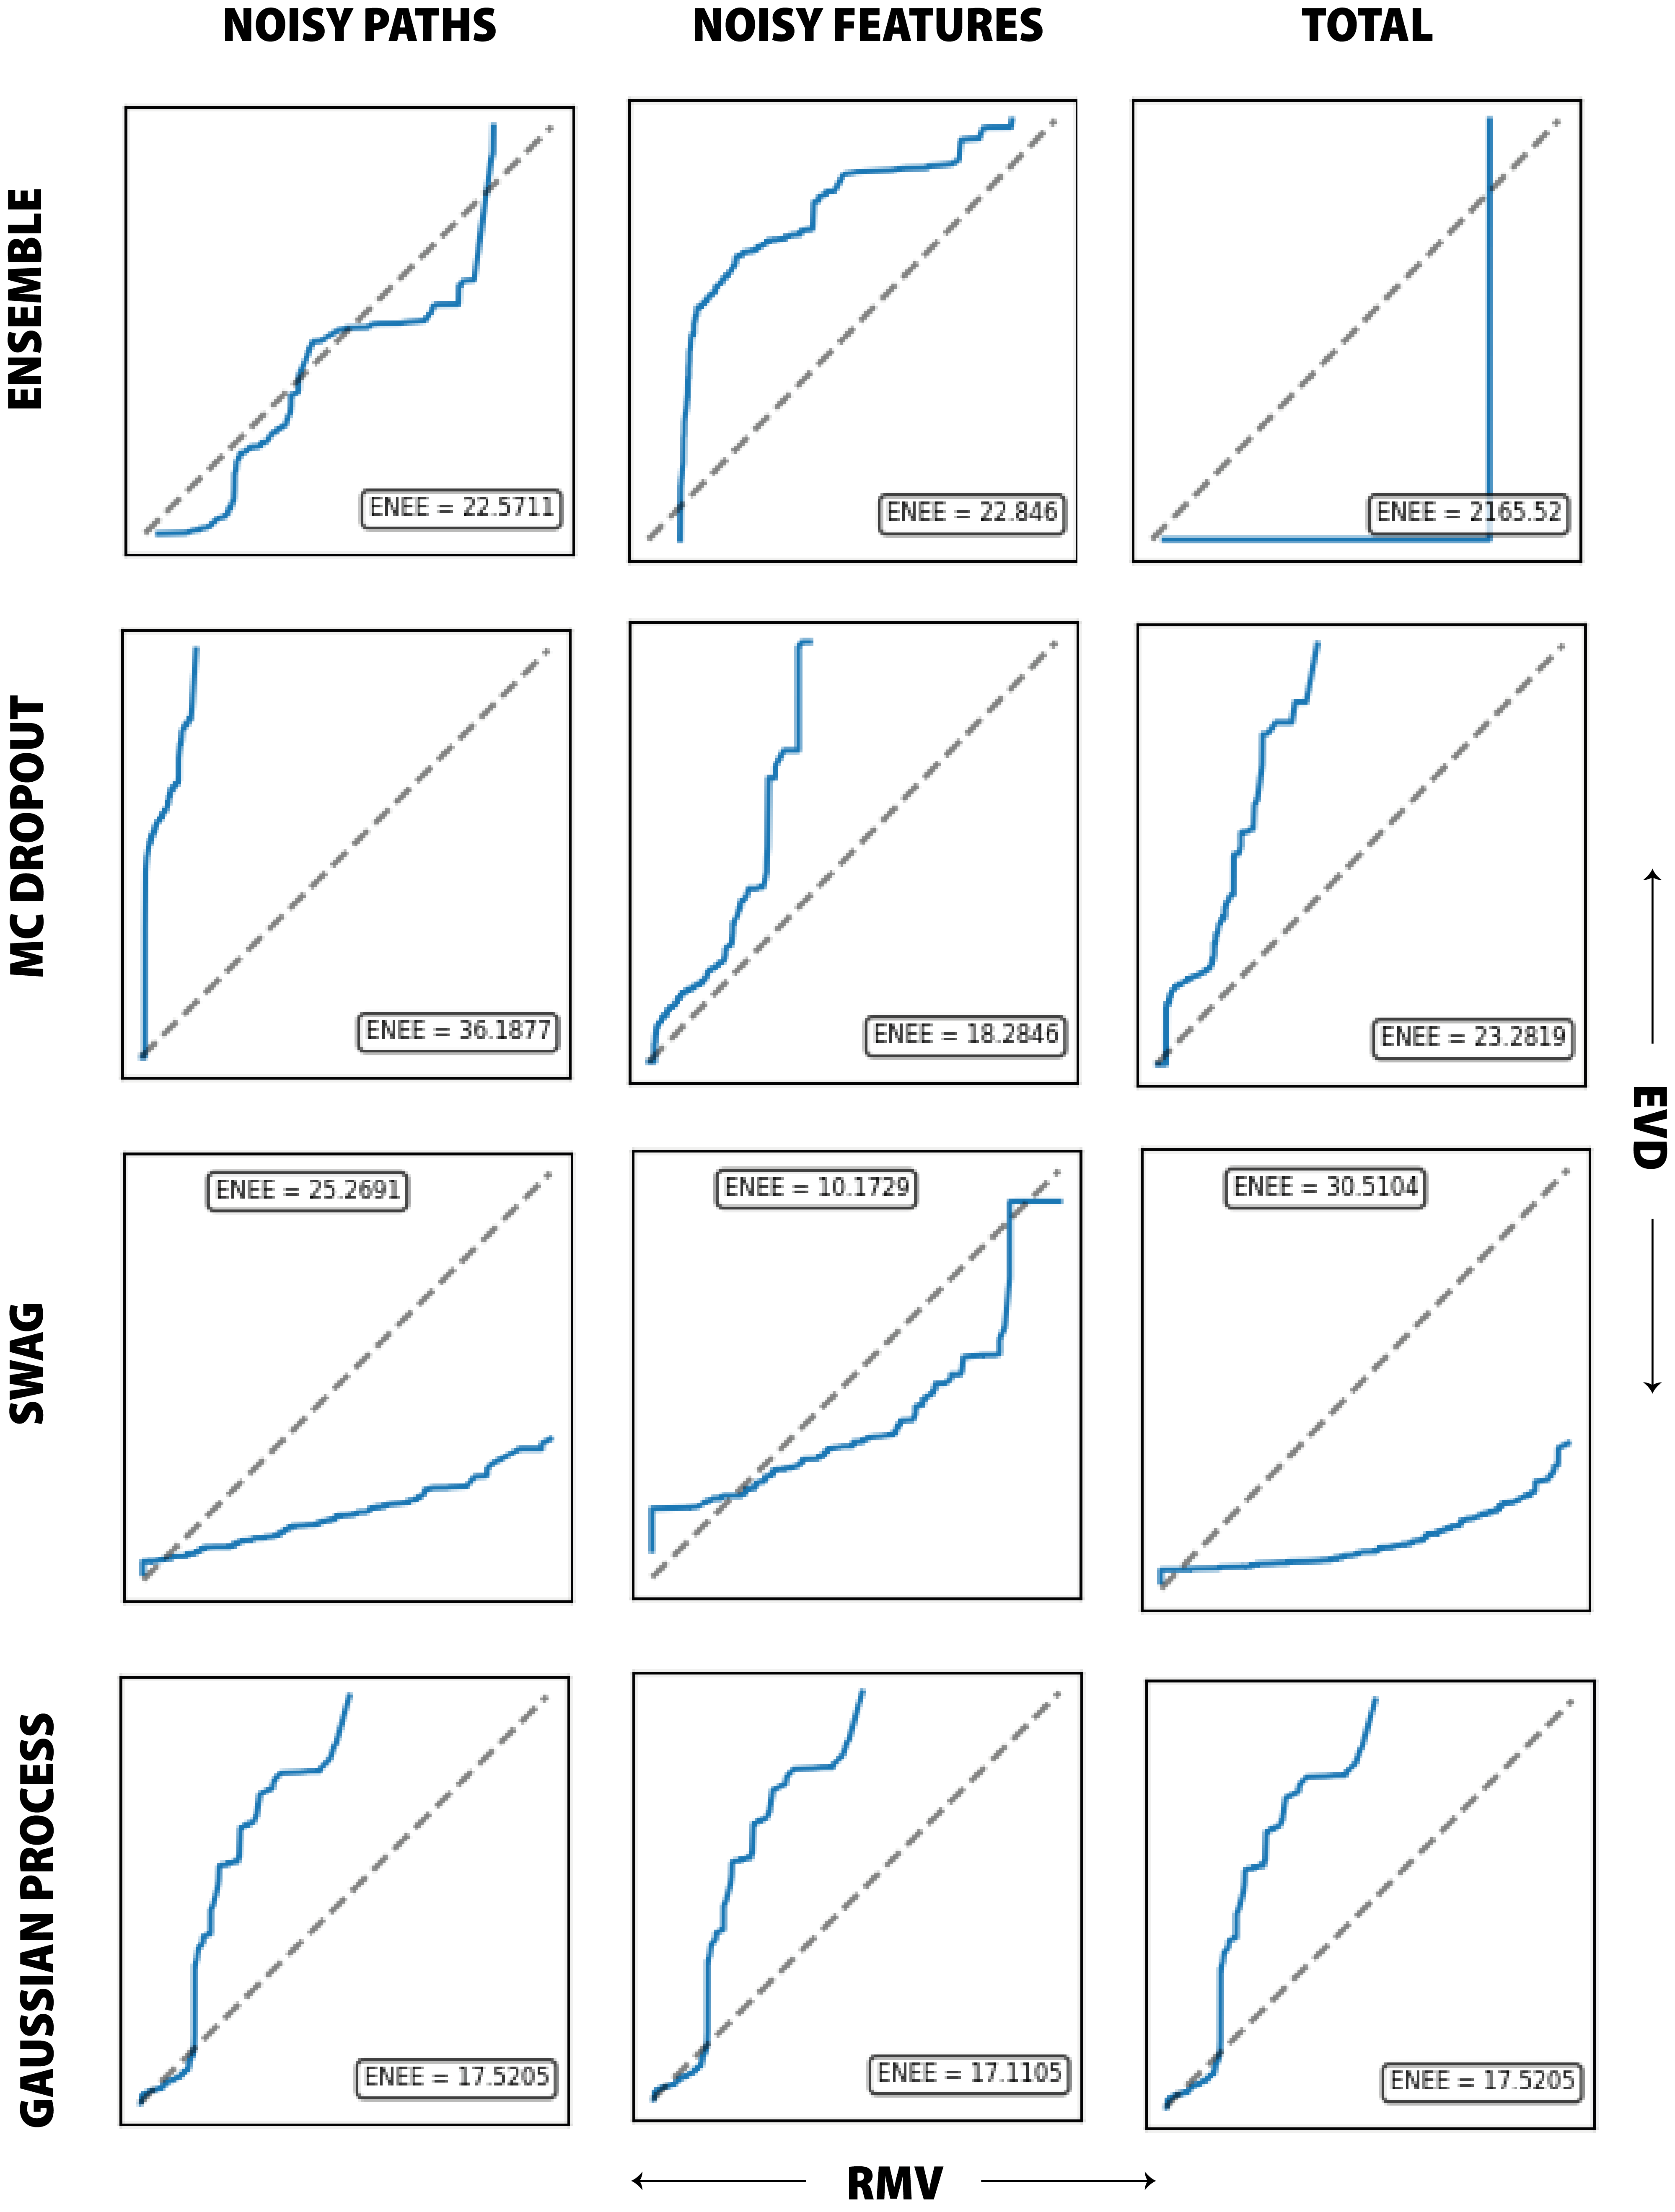 NOISY PATHS
NOISY FEATURES
TOTAL
ENSEMBLE
ENEE = 22.5711
ENEE = 22.846
ENEE = 2165.52
MC DROPOUT
ENEE = 36.1877
ENEE = 18.2846
ENEE = 23.2819
EVD
SWAG
ENEE = 25.2691
ENEE = 10.1729
ENEE = 30.5104
GAUSSIAN PROCESS
ENEE = 17.5205
ENEE = 17.1105
ENEE = 17.5205
RMV